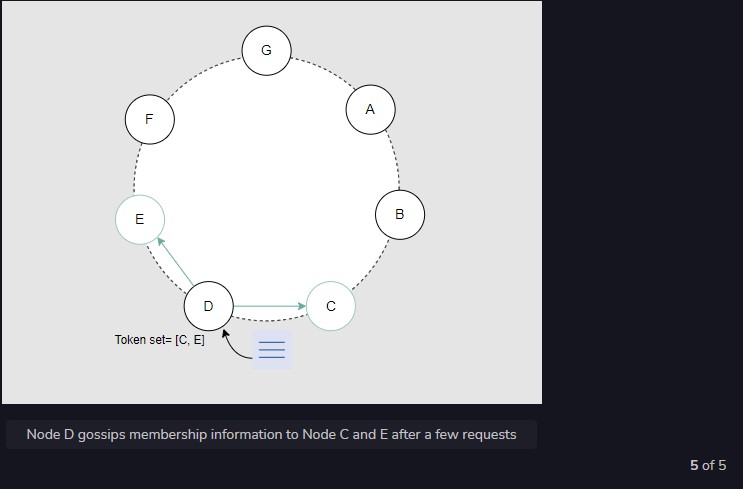 G
A
F
B
E
D
C
Token set= [C, E]
Node D gossips membership information to Node C and E after a few requests
5 of 5